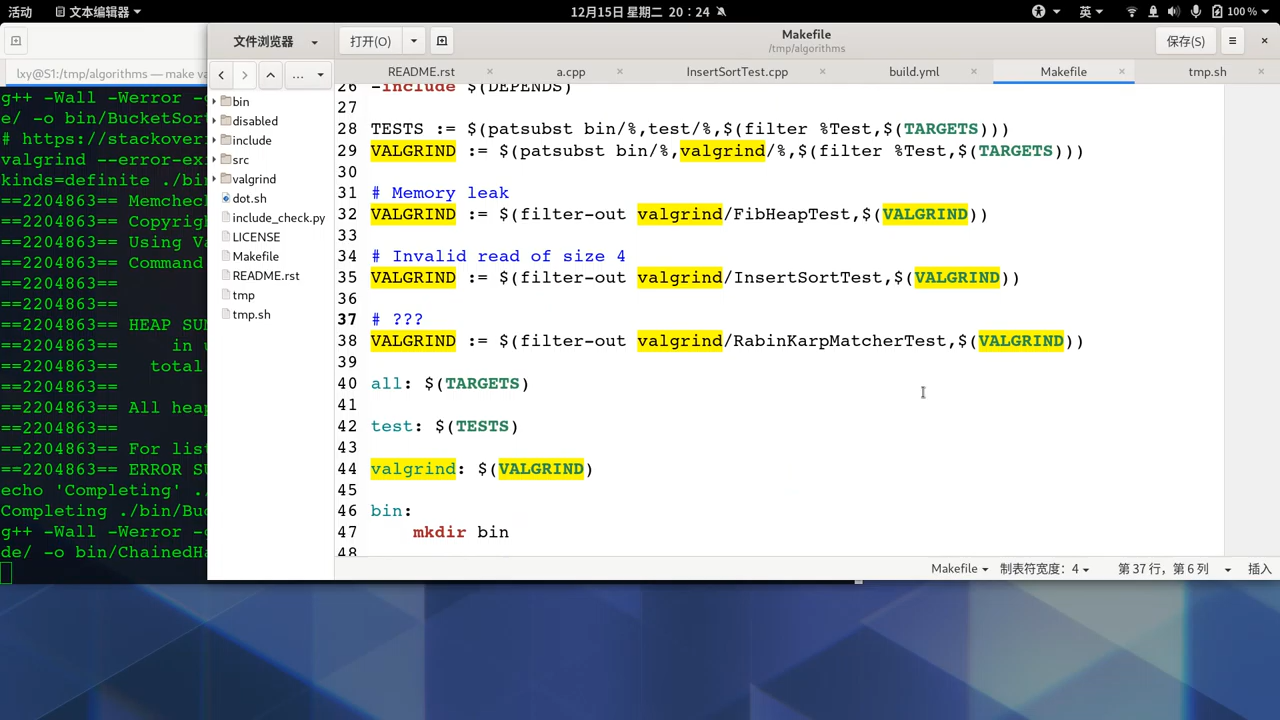 活动
文本编辑器
12月15日 星期二 20：24
英
100 %
lxy@S1:/tmp/algorithms — make va
g++ -Wall -Werror -
e/ -o bin/BucketSor
# https://stackover
valgrind --error-exi
kinds=definite ./bin
==2204863== Memchec
==2204863== Copyrigh
==2204863== Using Va
==2204863== Command
==2204863==
==2204863==
==2204863== HEAP SUM
==2204863==     in u
==2204863==   total
==2204863==
==2204863== All heap
==2204863==
==2204863== For list
==2204863== ERROR SU
echo 'Completing' ./
Completing ./bin/Buc
g++ -Wall -Werror -
de/ -o bin/ChainedHa
文件浏览器
打开(O)
Makefile
/tmp/algorithms
保存(S)
...
bin
disabled
include
src
valgrind
dot.sh
include_check.py
LICENSE
Makefile
README.rst
tmp
tmp.sh
README.rst
a.cpp
InsertSortTest.cpp
build.yml
Makefile
tmp.sh
26 -include $(DEPENDS)
27
28 TESTS := $(patsubst bin/%,test/%,$(filter %Test,$(TARGETS)))
29 VALGRIND := $(patsubst bin/%,valgrind/%,$(filter %Test,$(TARGETS)))
30
31 # Memory leak
32 VALGRIND := $(filter-out valgrind/FibHeapTest,$(VALGRIND))
33
34 # Invalid read of size 4
35 VALGRIND := $(filter-out valgrind/InsertSortTest,$(VALGRIND))
36
37 # ???
38 VALGRIND := $(filter-out valgrind/RabinKarpMatcherTest,$(VALGRIND))
39
40 all: $(TARGETS)
41
42 test: $(TESTS)
43
44 valgrind: $(VALGRIND)
45
46 bin:
47     mkdir bin
48
Makefile
制表符宽度：4
第 37 行，第 6 列
插入